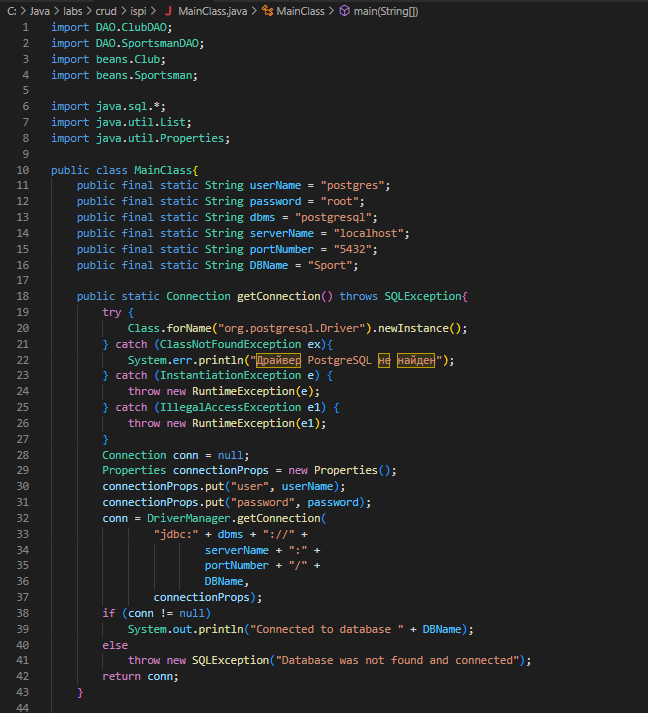 C: > Java > labs > crud > ispi > J MainClass.java > MainClass > main(String[])
1 import DAO.ClubDAO;
2 import DAO.SportsmanDAO;
3 import beans.Club;
4 import beans.Sportsman;
5
6 import java.sql.*;
7 import java.util.List;
8 import java.util.Properties;
9
10 public class MainClass{
11 public final static String userName = "postgres";
12 public final static String password = "root";
13 public final static String dbms = "postgresql";
14 public final static String serverName = "localhost";
15 public final static String portNumber = "5432";
16 public final static String DBName = "Sport";
17
18 public static Connection getConnection() throws SQLException{
19 try {
20 Class.forName("org.postgresql.Driver").newInstance();
21 } catch (ClassNotFoundException ex){
22 System.err.println("Драйвер PostgreSQL не найден");
23 } catch (InstantiationException e) {
24 throw new RuntimeException(e);
25 } catch (IllegalAccessException e1) {
26 throw new RuntimeException(e1);
27 }
28 Connection conn = null;
29 Properties connectionProps = new Properties();
30 connectionProps.put("user", userName);
31 connectionProps.put("password", password);
32 conn = DriverManager.getConnection(
33 "jdbc:" + dbms + "://" +
34 serverName + ":" +
35 portNumber + "/" +
36 DBName,
37 connectionProps);
38 if (conn != null)
39 System.out.println("Connected to database " + DBName);
40 else
41 throw new SQLException("Database was not found and connected");
42 return conn;
43 }
44